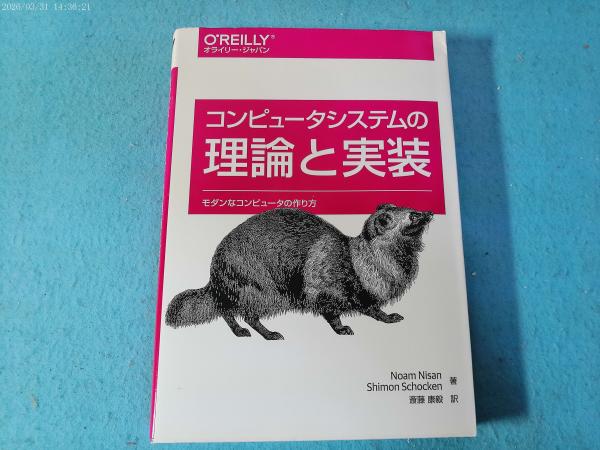 2026/03/31 14:36:21
O'REILLY®
オライリー・ジャパン
コンピュータシステムの
理論と実装
モダンなコンピュータの作り方
Noam Nisan
Shimon Schocken 著
斎藤 康毅 訳